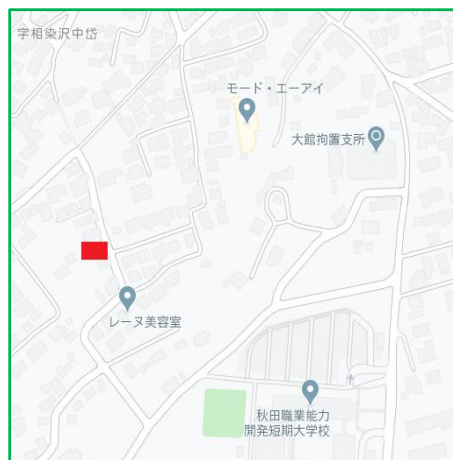 字相染沢中岱
モード・エーアイ
大館拘置支所
レーヌ美容室
秋田職業能力
開発短期大学校